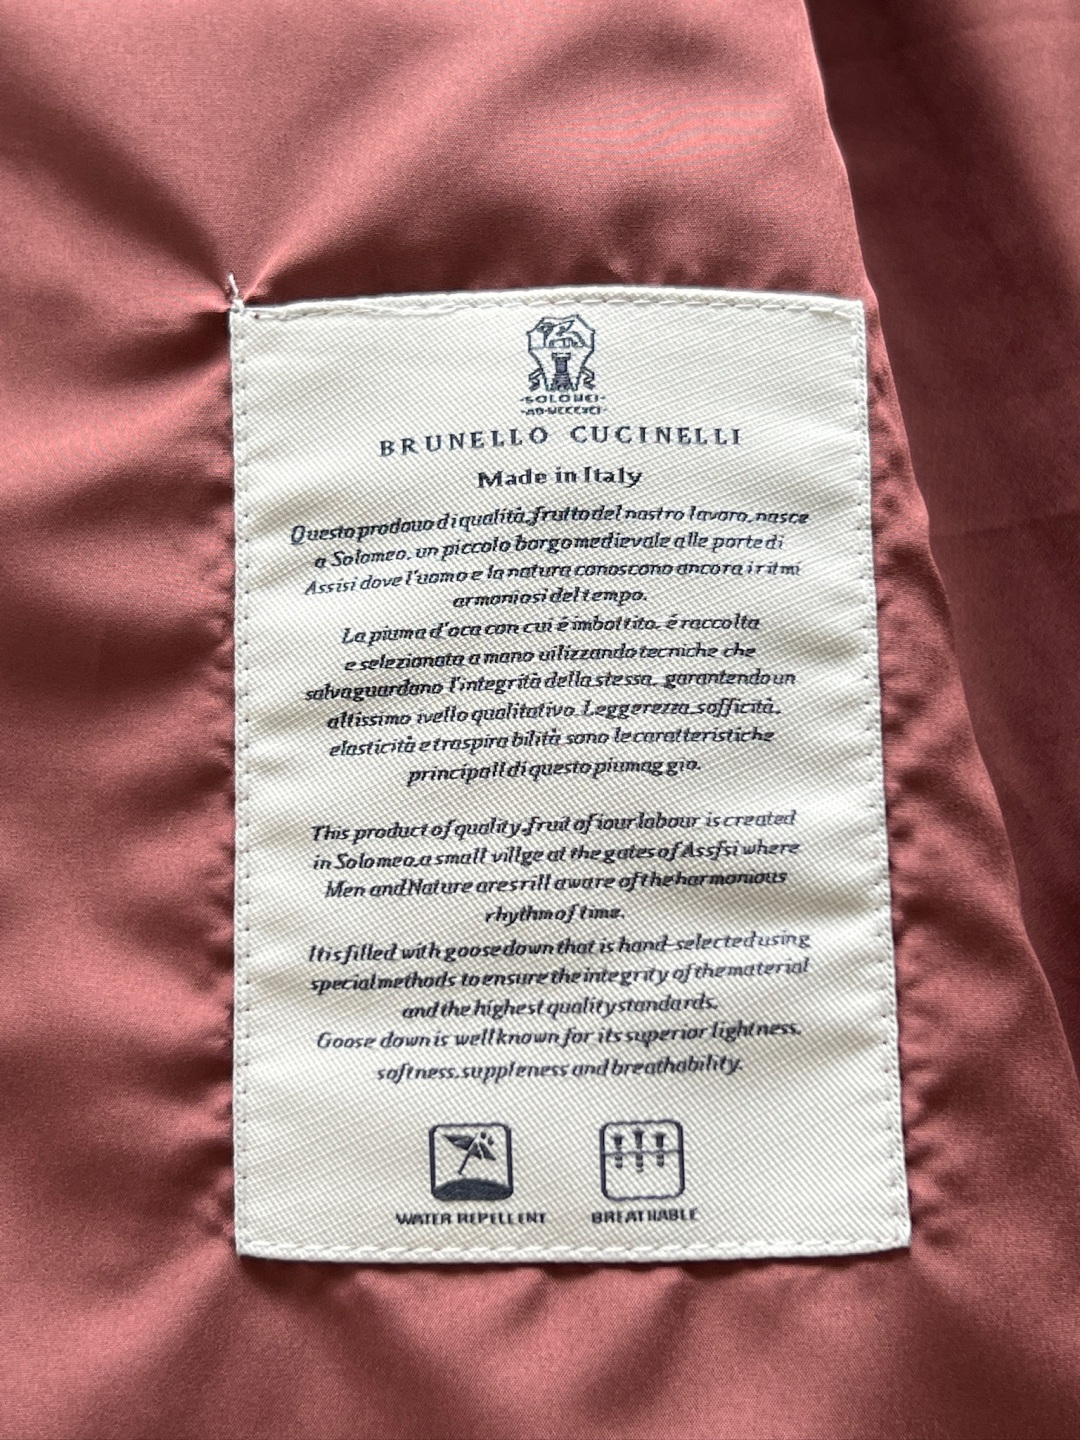 -SOLOMEI-
BRUNELLO CUCINELLI
Made in Italy
Questo prodouo di qualità, frutto del nostro lavoro, nasce
a Solomeo, un piccolo borgo medievale alle porte di
Assisi dove l'uomo e la natura conoscono ancora i ritmi
armoniosi del tempo.
La piuma d'oca con cui é imbottito, é raccolta
e selezionata a mano uilizzando tecniche che
salvaguardano l'integrità della stessa, garantendo un
altissimo ivello qualitativo. Leggerezza, sofficità,
elasticità e traspira bilità sono le caratteristiche
principall di questo piumag gio.
This product of quality, fruit of iour labour is created
in Solomeo, a small villge at the gates of Assfsi where
Men and Nature are srill aware of the harmonious
rhythm of time.
It is filled with goose down that is hand-selected using
special methods to ensure the integrity of the material
and the highest quality standards.
Goose down is well known for its superior lightness,
softness, suppleness and breathability.
WATER REPELLENT
BREATHABLE